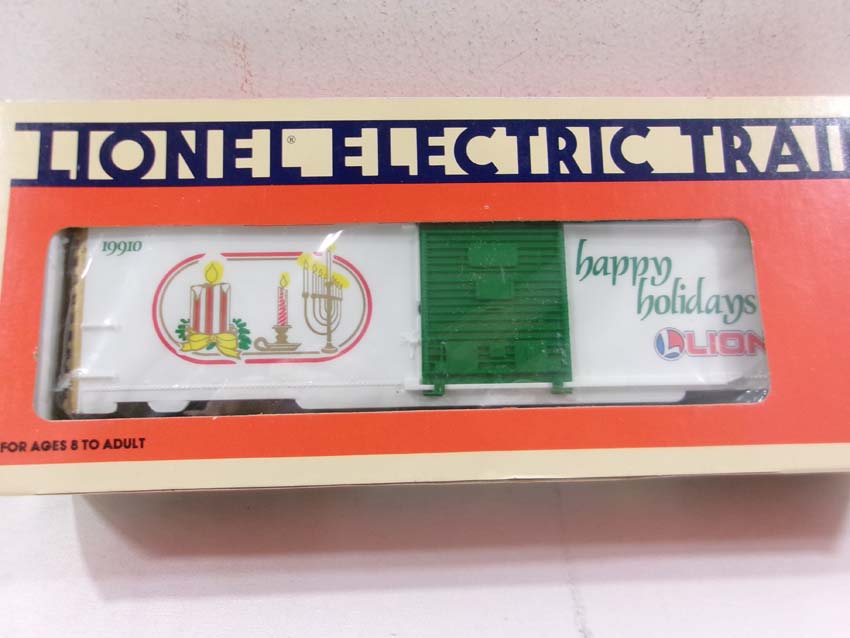 LIONEL® ELECTRIC TRAI
19910
happy
holidays
LION
FOR AGES 8 TO ADULT